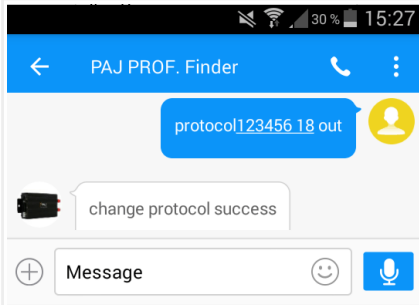 30 % 15:27
PAJ PROF. Finder
protocol123456 18 out
change protocol success
Message